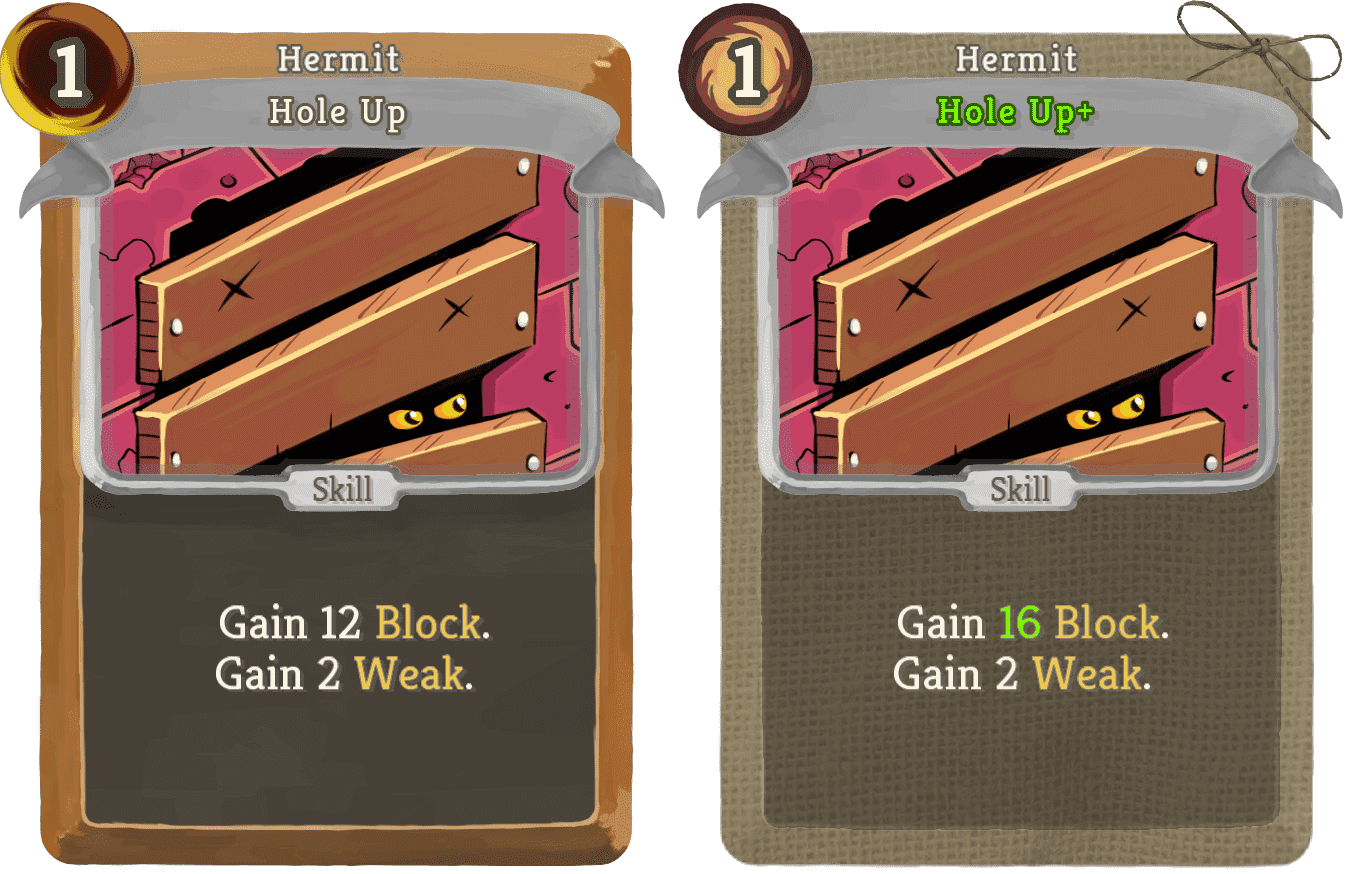 1
Hermit
Hole Up
Skill
Gain 12 Block.
Gain 2 Weak.
1
Hermit
Hole Up+
Skill
Gain 16 Block.
Gain 2 Weak.